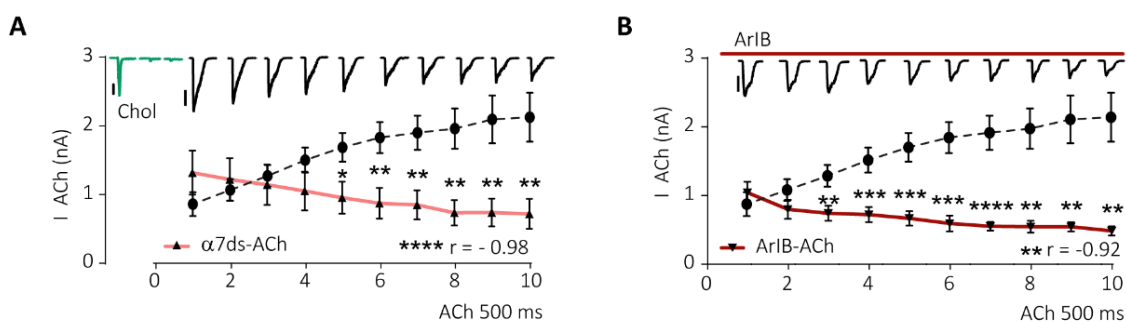 A
3
Chol
2
I ACh (nA)
* ** ** ** ** **
1
α7ds-ACh
**** r = - 0.98
0
0 2 4 6 8 10
ACh 500 ms
B
ArIB
3
2
I ACh (nA)
** *** *** *** **** ** ** **
1
ArIB-ACh
** r = -0.92
0
0 2 4 6 8 10
ACh 500 ms